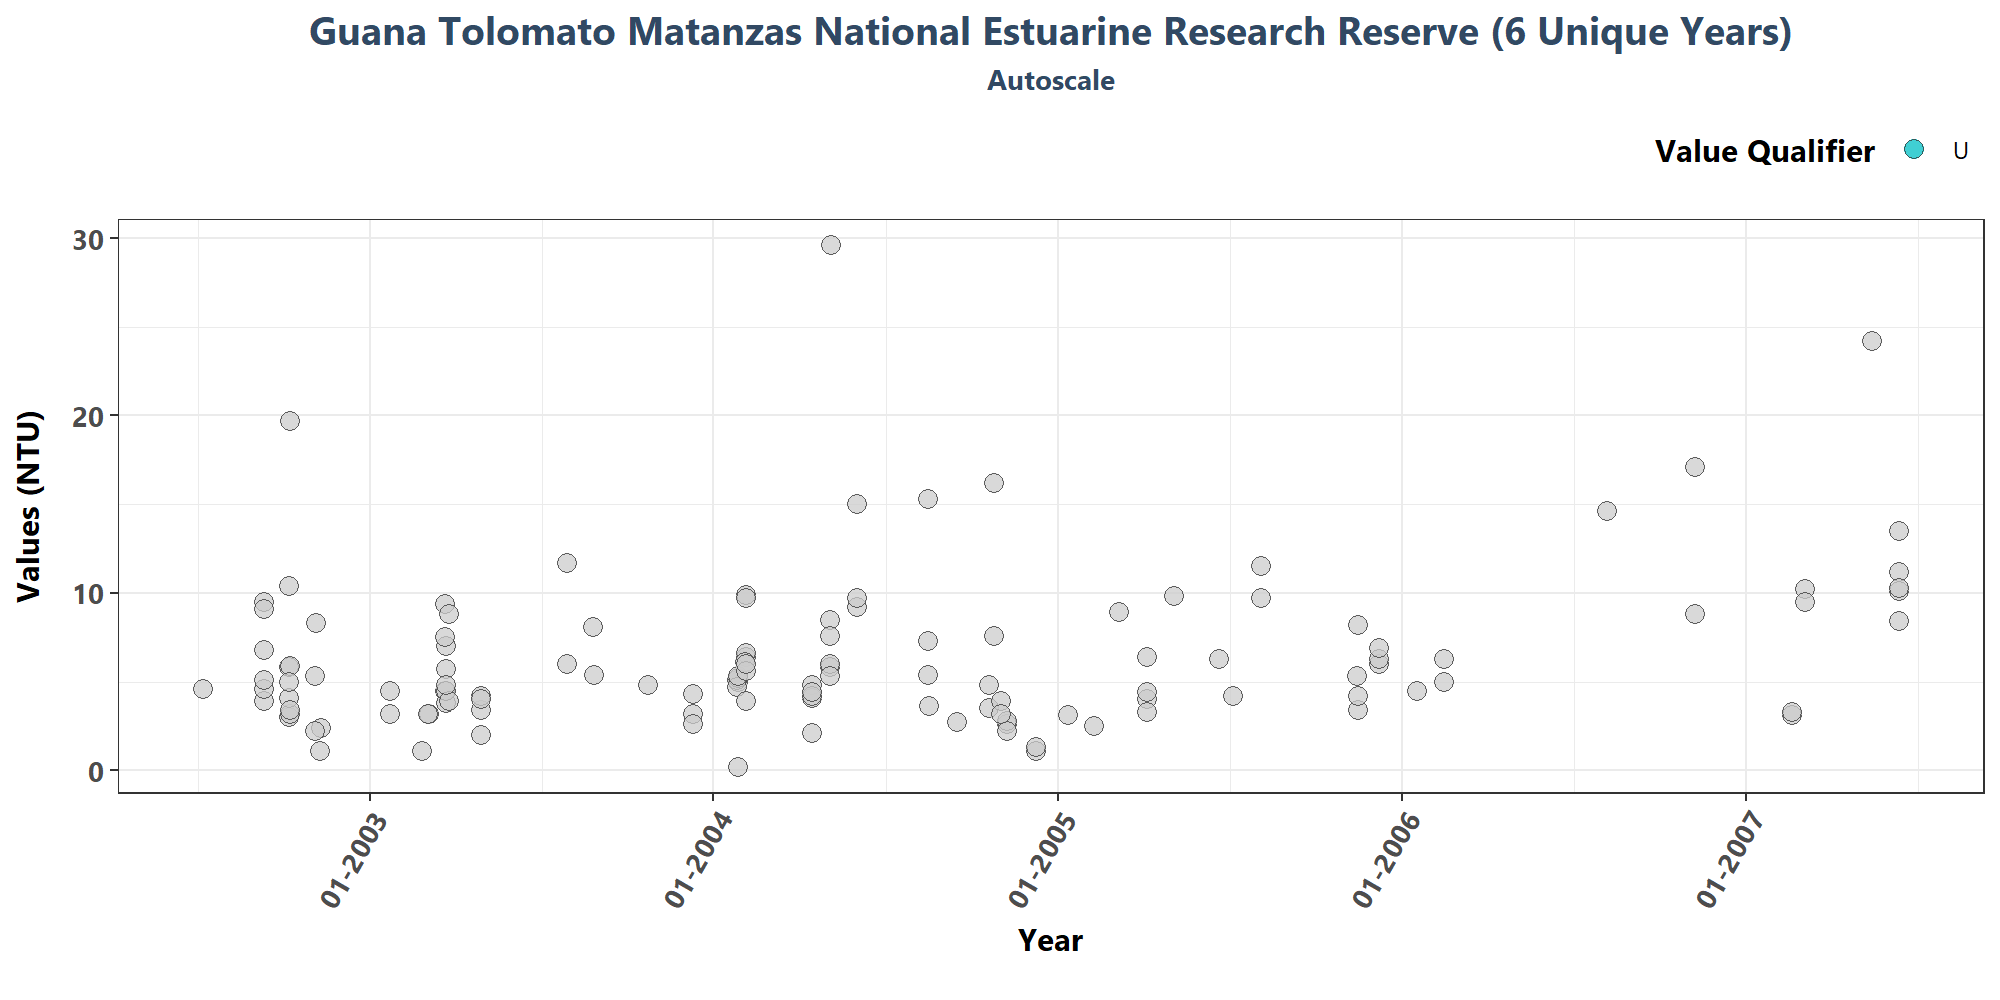 Guana Tolomato Matanzas National Estuarine Research Reserve (6 Unique Years)
Autoscale
Value Qualifier U
Values (NTU)
30
20
10
0
01-2003
01-2004
01-2005
01-2006
01-2007
Year